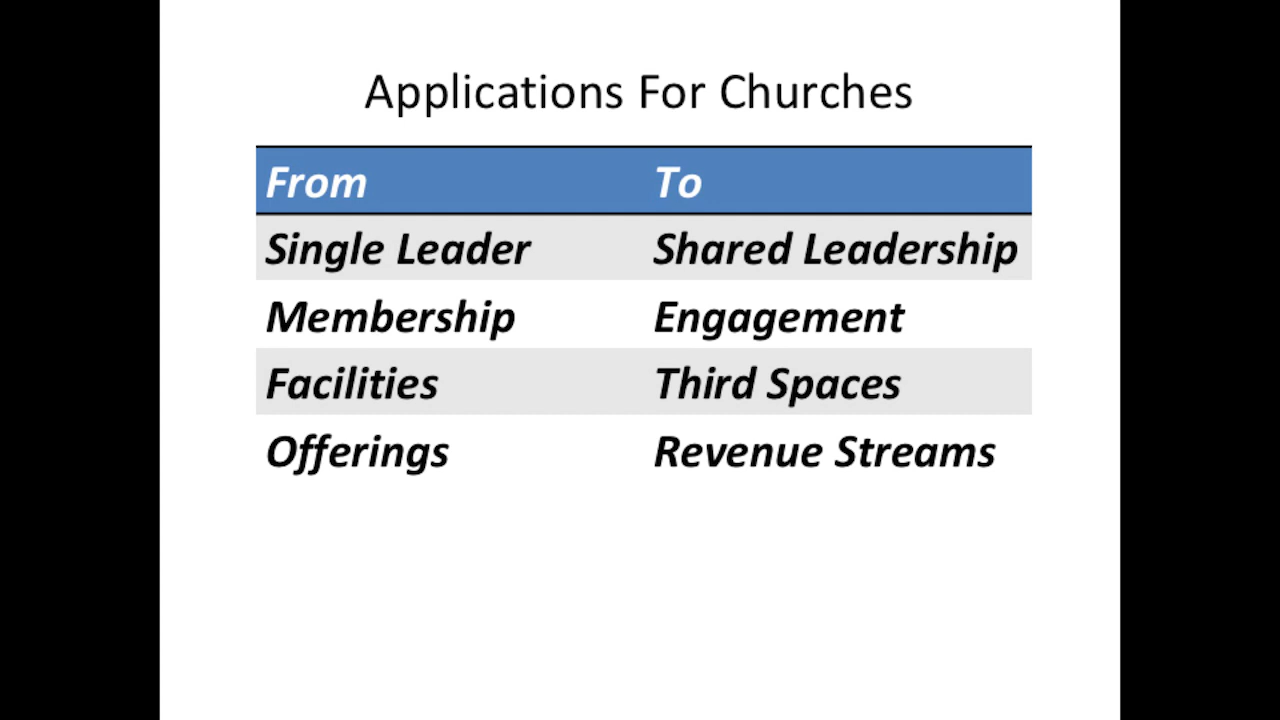 Applications For Churches
From To
Single Leader Shared Leadership
Membership Engagement
Facilities Third Spaces
Offerings Revenue Streams